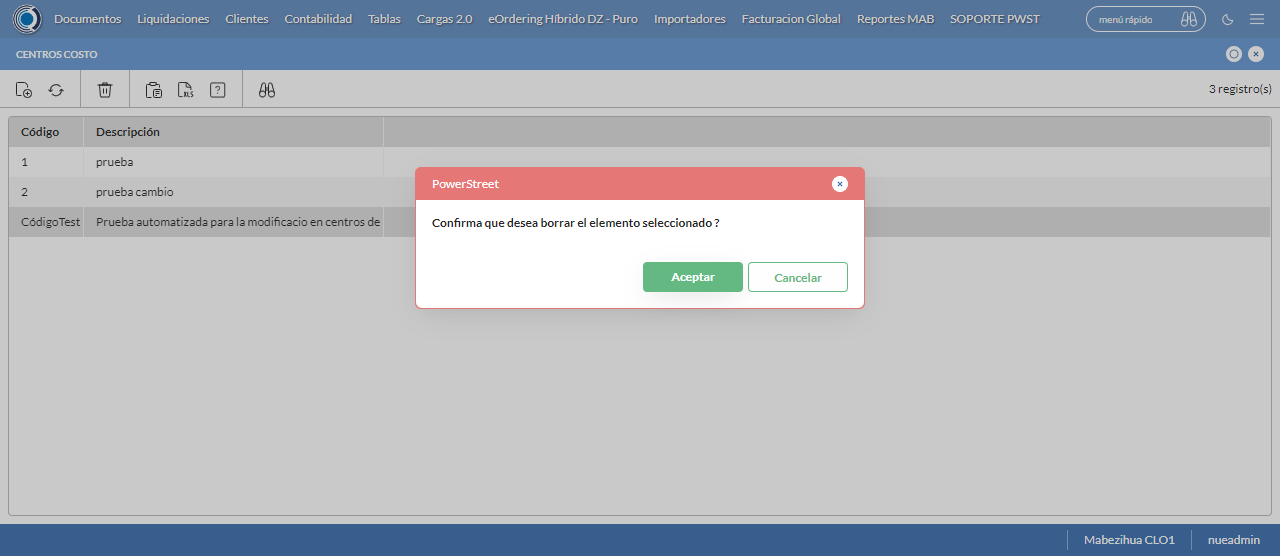 Documentos Liquidaciones Clientes Contabilidad Tablas Cargas 2.0 eOrdering Híbrido DZ - Puro Importadores Facturacion Global Reportes MAB SOPORTE PWST menú rápido
CENTROS COSTO
XLS ? 3 registro(s)
Código Descripción
1 prueba
2 prueba cambio
CódigoTest Prueba automatizada para la modificacio en centros de
PowerStreet
Confirma que desea borrar el elemento seleccionado ?
Aceptar Cancelar
Mabezihua CLO1 nueadmin